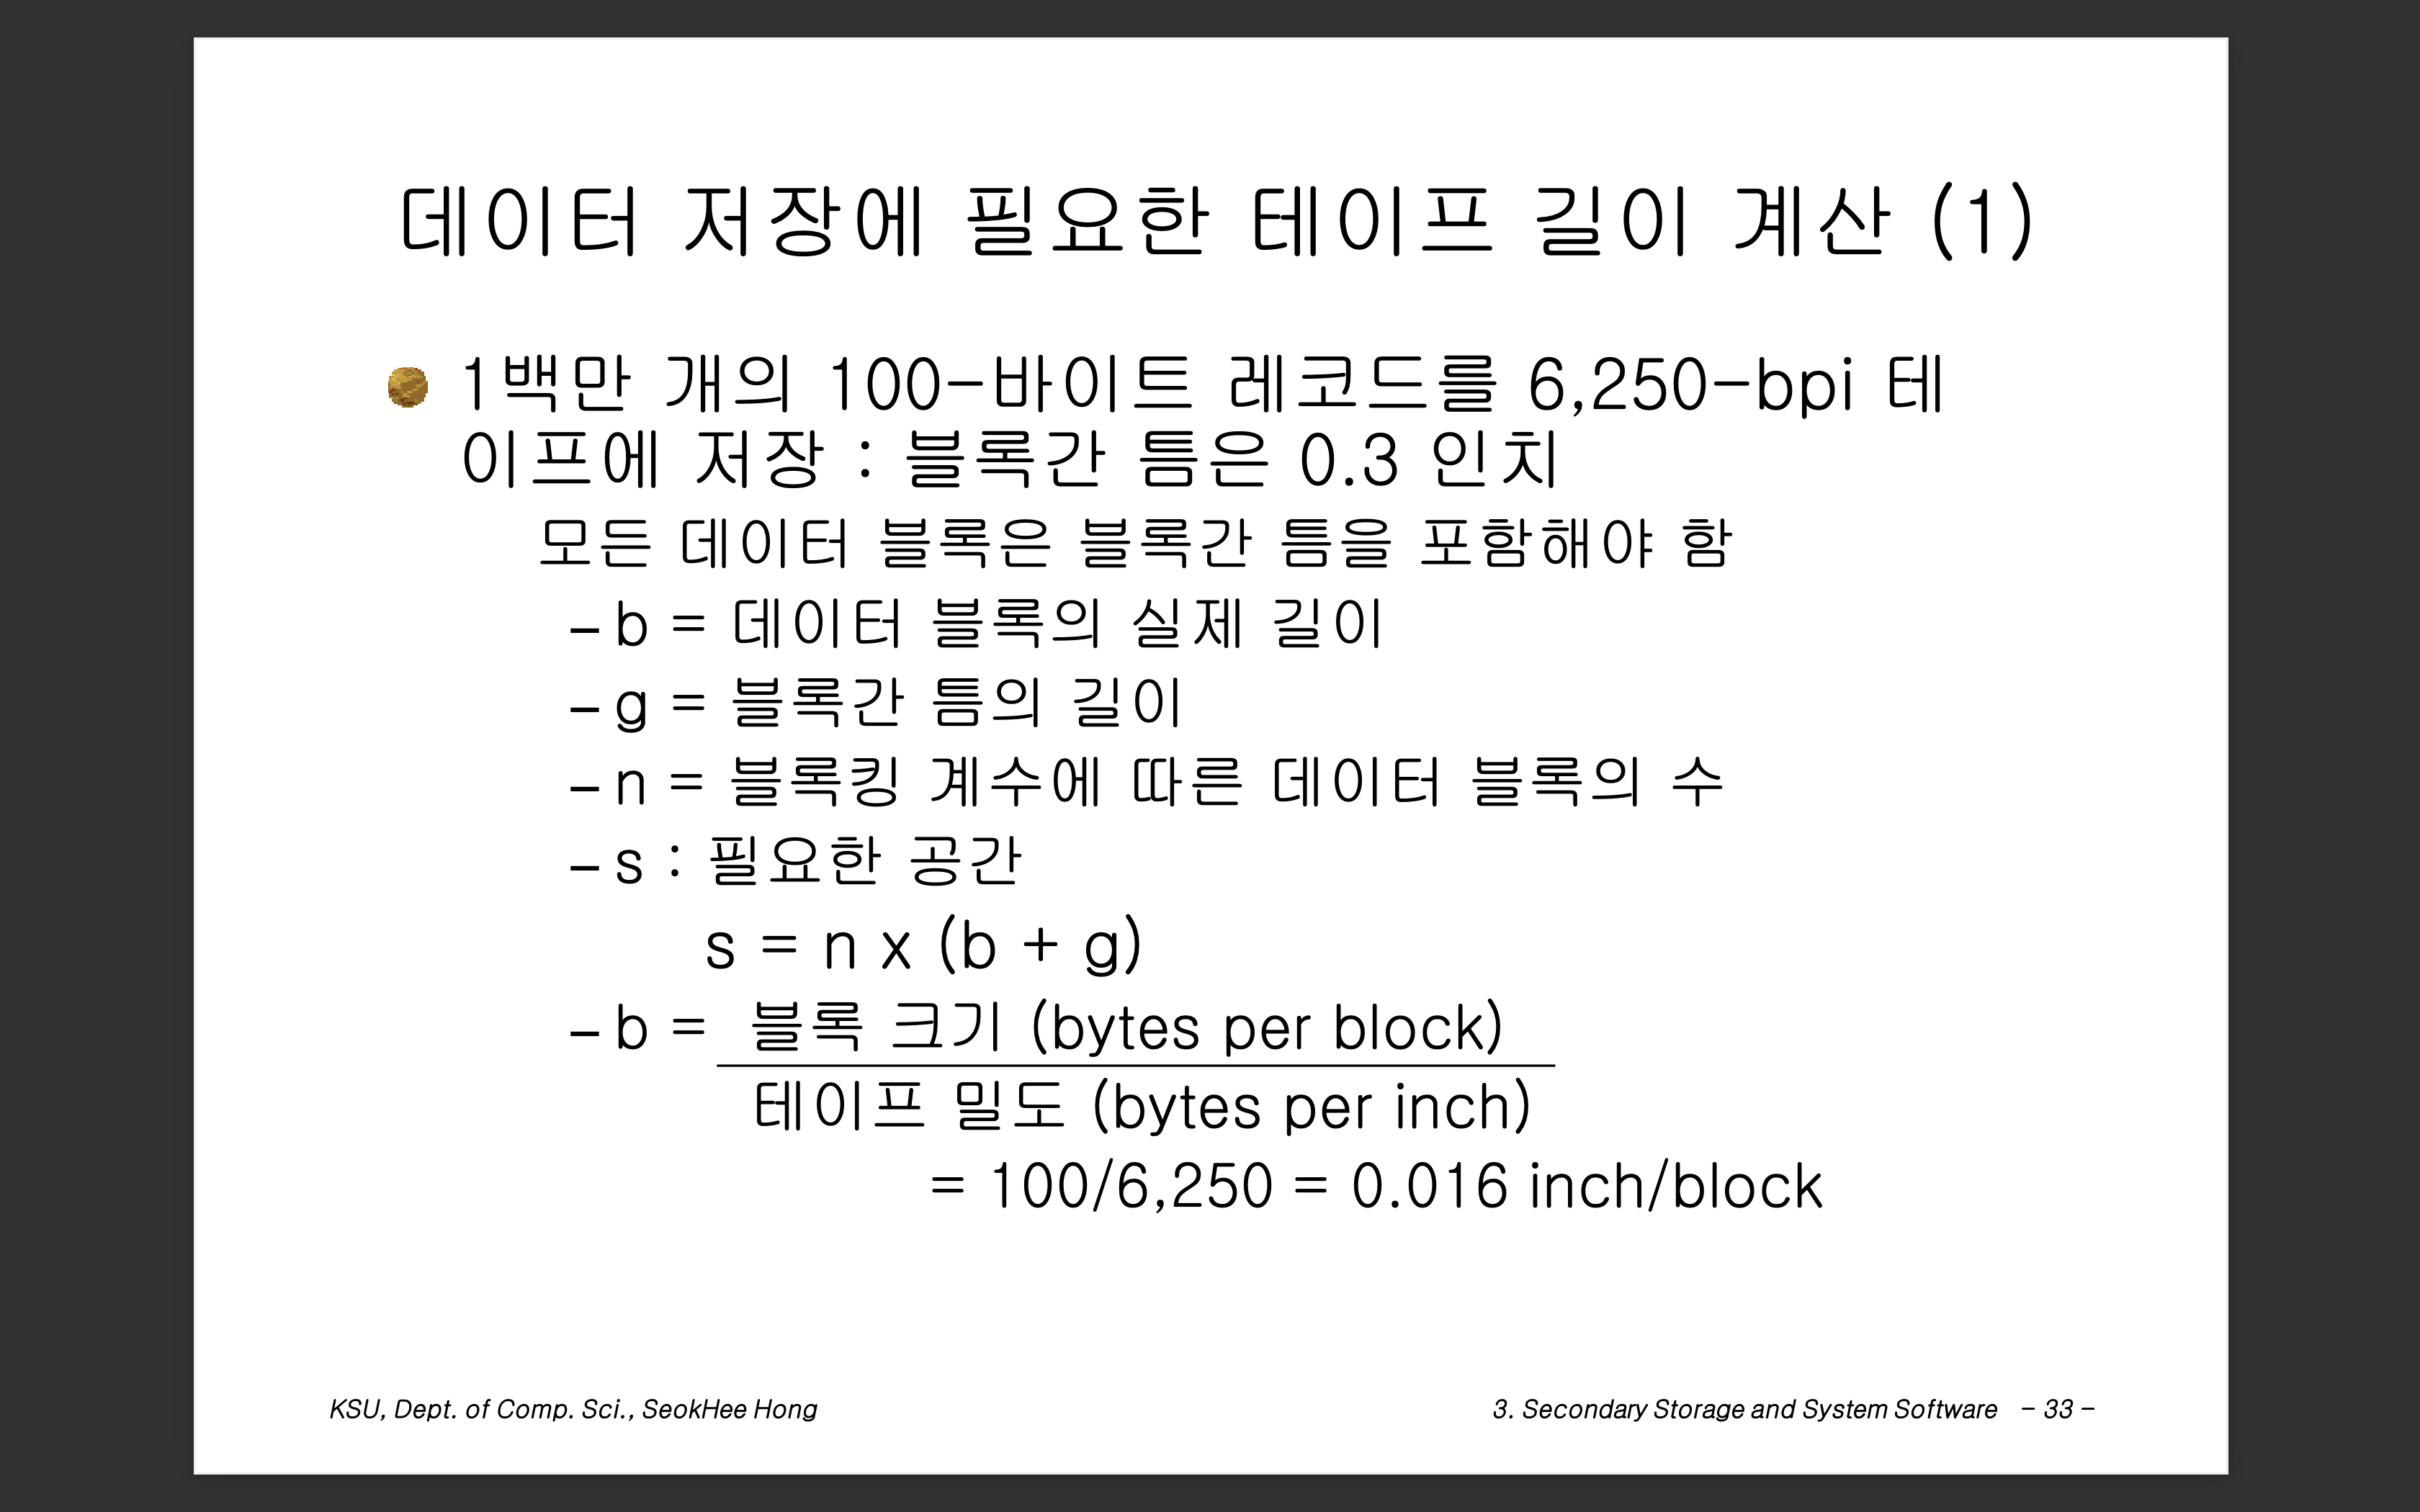 데이터 저장에 필요한 테이프 길이 계산 (1)
1백만 개의 100-바이트 레코드를 6,250-bpi 테
이프에 저장 : 블록간 틈은 0.3 인치
모든 데이터 블록은 블록간 틈을 포함해야 함
– b = 데이터 블록의 실제 길이
– g = 블록간 틈의 길이
– n = 블록킹 계수에 따른 데이터 블록의 수
– s : 필요한 공간
s = n x (b + g)
– b = 블록 크기 (bytes per block)
테이프 밀도 (bytes per inch)
= 100/6,250 = 0.016 inch/block
KSU, Dept. of Comp. Sci., SeokHee Hong
3. Secondary Storage and System Software – 33 –